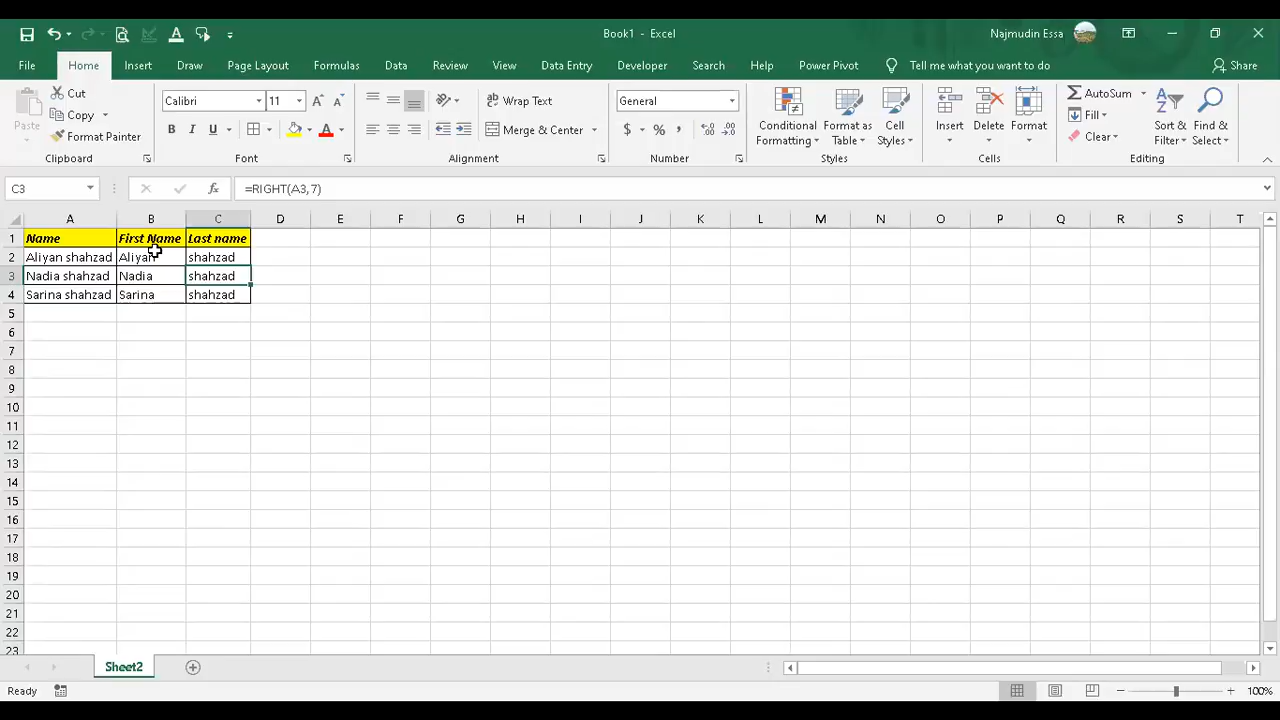 Book1 - Excel
Najmudin Essa
File Home Insert Draw Page Layout Formulas Data Review View Data Entry Developer Search Help Power Pivot Tell me what you want to do Share
Paste
Cut
Copy
Format Painter
Clipboard
Calibri 11
B I U
Font
Wrap Text
Merge & Center
Alignment
General
$ % ,
Number
Conditional Formatting
Format as Table
Cell Styles
Styles
Insert
Delete
Format
Cells
AutoSum
Fill
Clear
Sort & Filter
Find & Select
Editing
C3 fx =RIGHT(A3,7)
A B C D E F G H I J K L M N O P Q R S T
1 Name First Name Last name
2 Aliyan shahzad Aliyan shahzad
3 Nadia shahzad Nadia shahzad
4 Sarina shahzad Sarina shahzad
5
6
7
8
9
10
11
12
13
14
15
16
17
18
19
20
21
22
23
Sheet2
Ready
100%